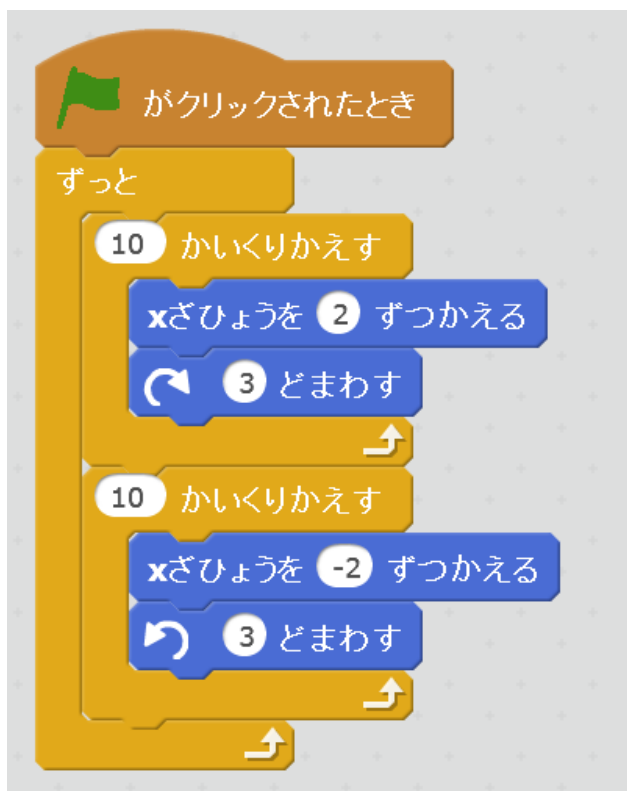 がクリックされたとき
ずっと
10 かいくりかえす
xざひょうを 2 ずつかえる
3 どまわす
10 かいくりかえす
xざひょうを -2 ずつかえる
3 どまわす